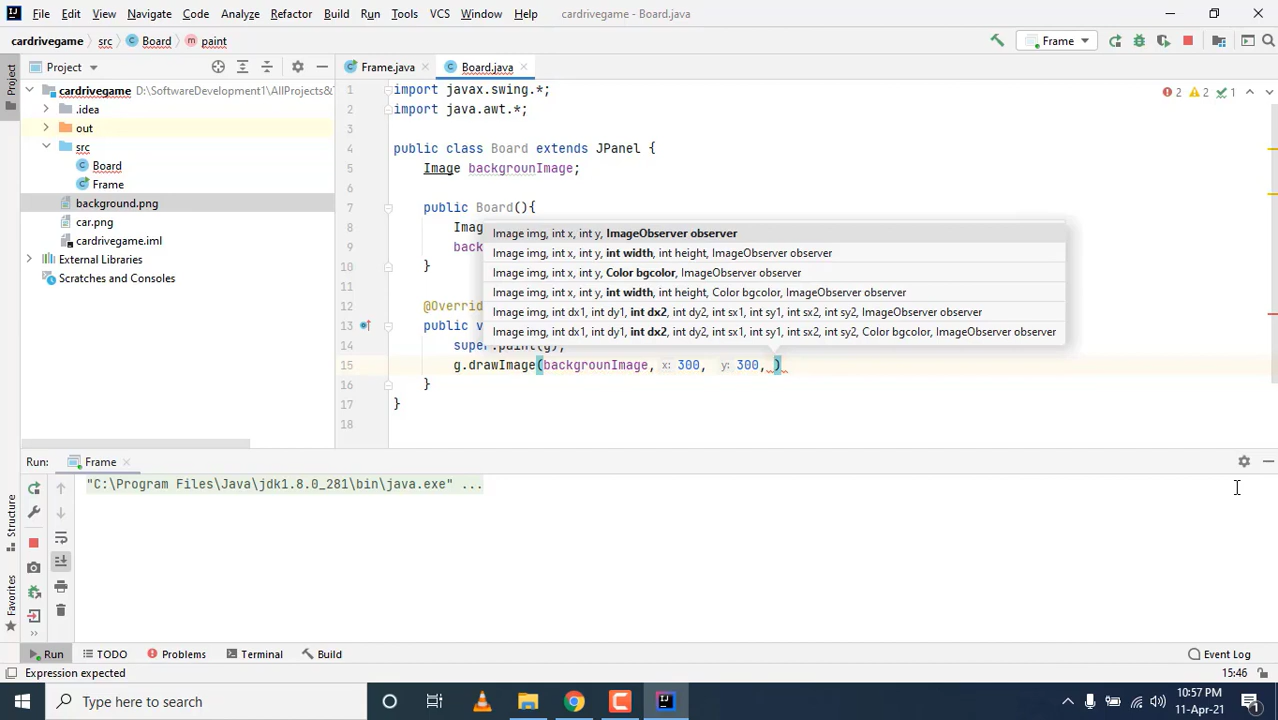 File Edit View Navigate Code Analyze Refactor Build Run Tools VCS Window Help cardrivegame - Board.java
cardrivegame src Board paint Frame
Project Frame.java Board.java
Project
cardrivegame D:\SoftwareDevelopment1\AllProjects&
.idea
out
src
Board
Frame
background.png
car.png
cardrivegame.iml
External Libraries
Scratches and Consoles
2 2 1
1 import javax.swing.*;
2 import java.awt.*;
3
4 public class Board extends JPanel {
5 Image backgrounImage;
6
7 public Board(){
8 Imag
9 back
10 }
11
12 @Overrid
13 public v
14 super.paint(g);
15 g.drawImage(backgrounImage, x: 300, y: 300, )
16 }
17 }
18
Image img, int x, int y, ImageObserver observer
Image img, int x, int y, int width, int height, ImageObserver observer
Image img, int x, int y, Color bgcolor, ImageObserver observer
Image img, int x, int y, int width, int height, Color bgcolor, ImageObserver observer
Image img, int dx1, int dy1, int dx2, int dy2, int sx1, int sy1, int sx2, int sy2, ImageObserver observer
Image img, int dx1, int dy1, int dx2, int dy2, int sx1, int sy1, int sx2, int sy2, Color bgcolor, ImageObserver observer
Run: Frame
"C:\Program Files\Java\jdk1.8.0_281\bin\java.exe" ...
Structure
Favorites
Run TODO Problems Terminal Build Event Log
Expression expected 15:46
Type here to search
10:57 PM
11-Apr-21
1